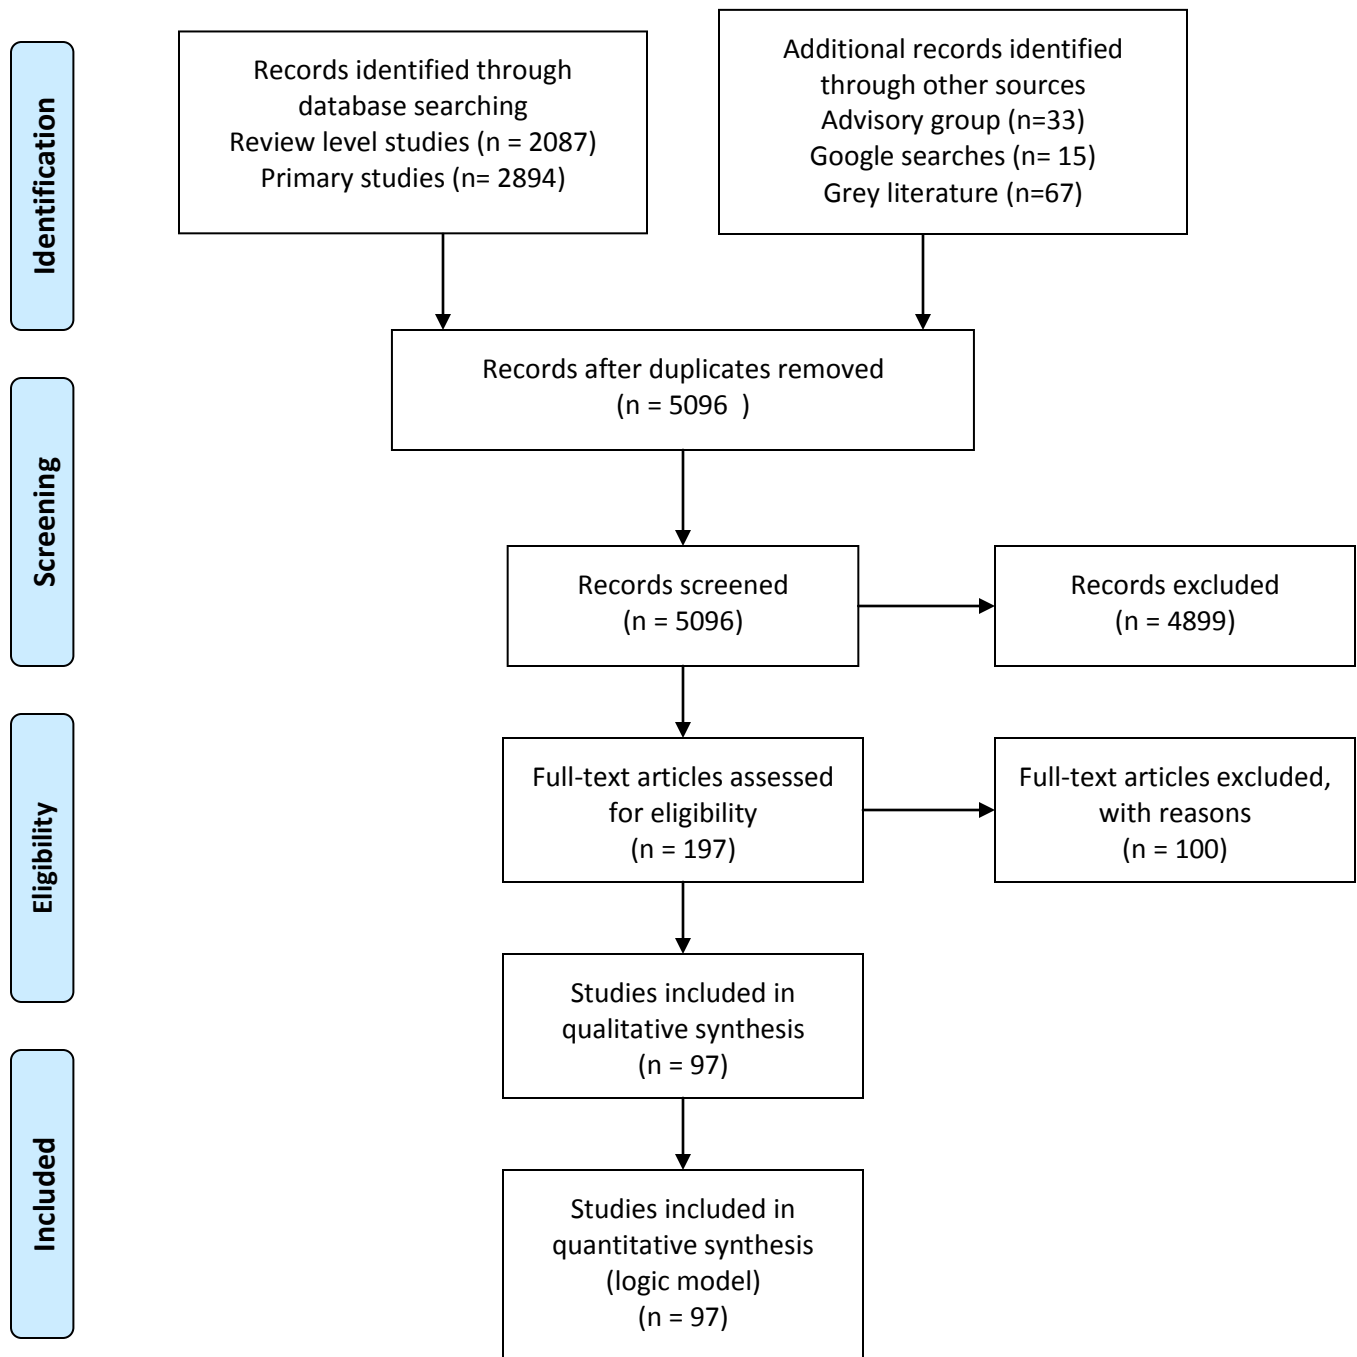 Identification
Records identified through
database searching
Review level studies (n = 2087)
Primary studies (n= 2894)
Additional records identified
through other sources
Advisory group (n=33)
Google searches (n= 15)
Grey literature (n=67)
Records after duplicates removed
(n = 5096  )
Screening
Records screened
(n = 5096)
Records excluded
(n = 4899)
Eligibility
Full-text articles assessed
for eligibility
(n = 197)
Full-text articles excluded,
with reasons
(n = 100)
Studies included in
qualitative synthesis
(n = 97)
Included
Studies included in
quantitative synthesis
(logic model)
(n = 97)